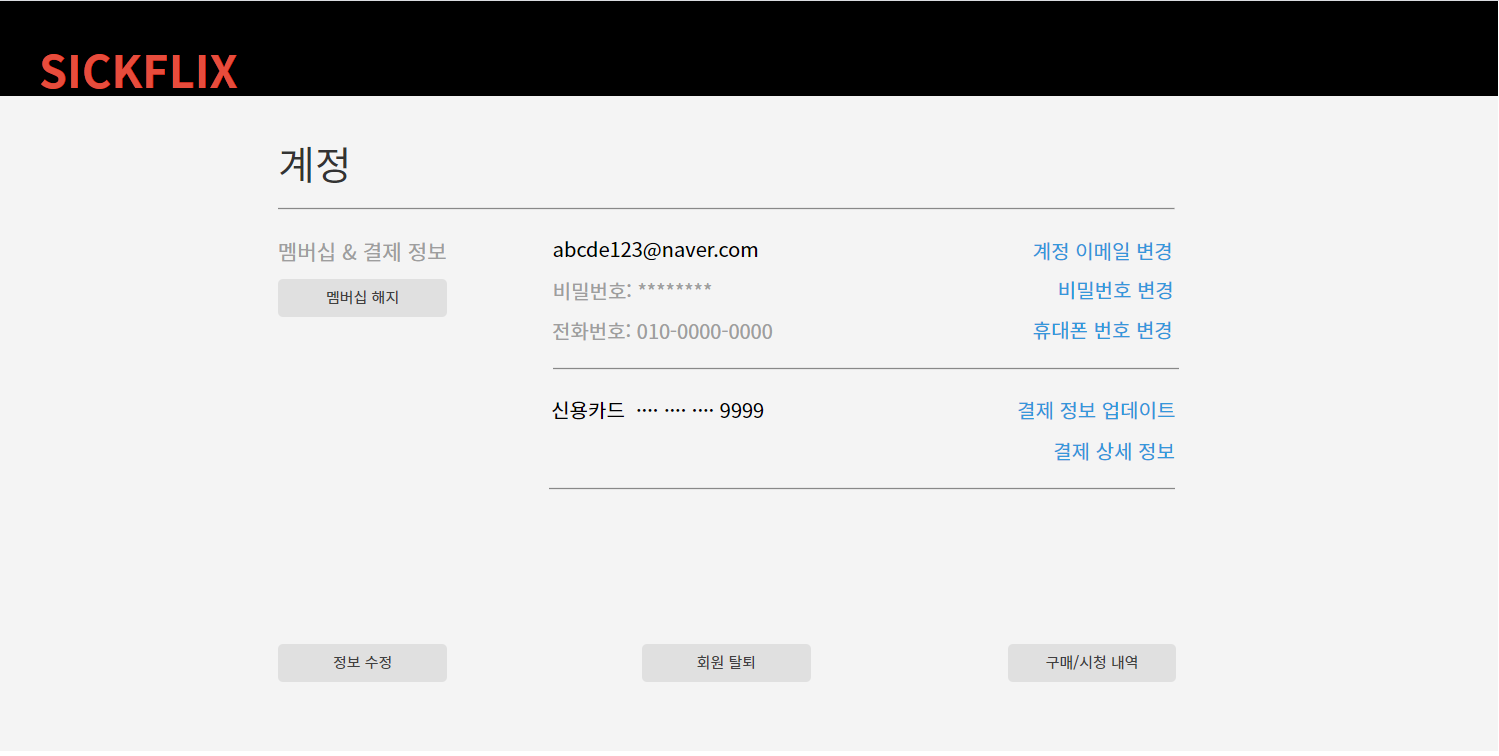 SICKFLIX
계정
멤버십 & 결제 정보
abcde123@naver.com
계정 이메일 변경
멤버십 해지
비밀번호: ********
비밀번호 변경
전화번호: 010-0000-0000
휴대폰 번호 변경
신용카드 ···· ···· ···· 9999
결제 정보 업데이트
결제 상세 정보
정보 수정
회원 탈퇴
구매/시청 내역